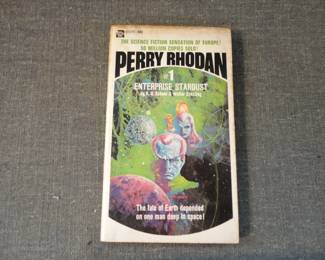 THE SCIENCE FICTION SENSATION OF EUROPE!
50 MILLION COPIES SOLD!
PERRY RHODAN
#1
ENTERPRISE STARDUST
The fate of Earth depended
on one man deep in space!